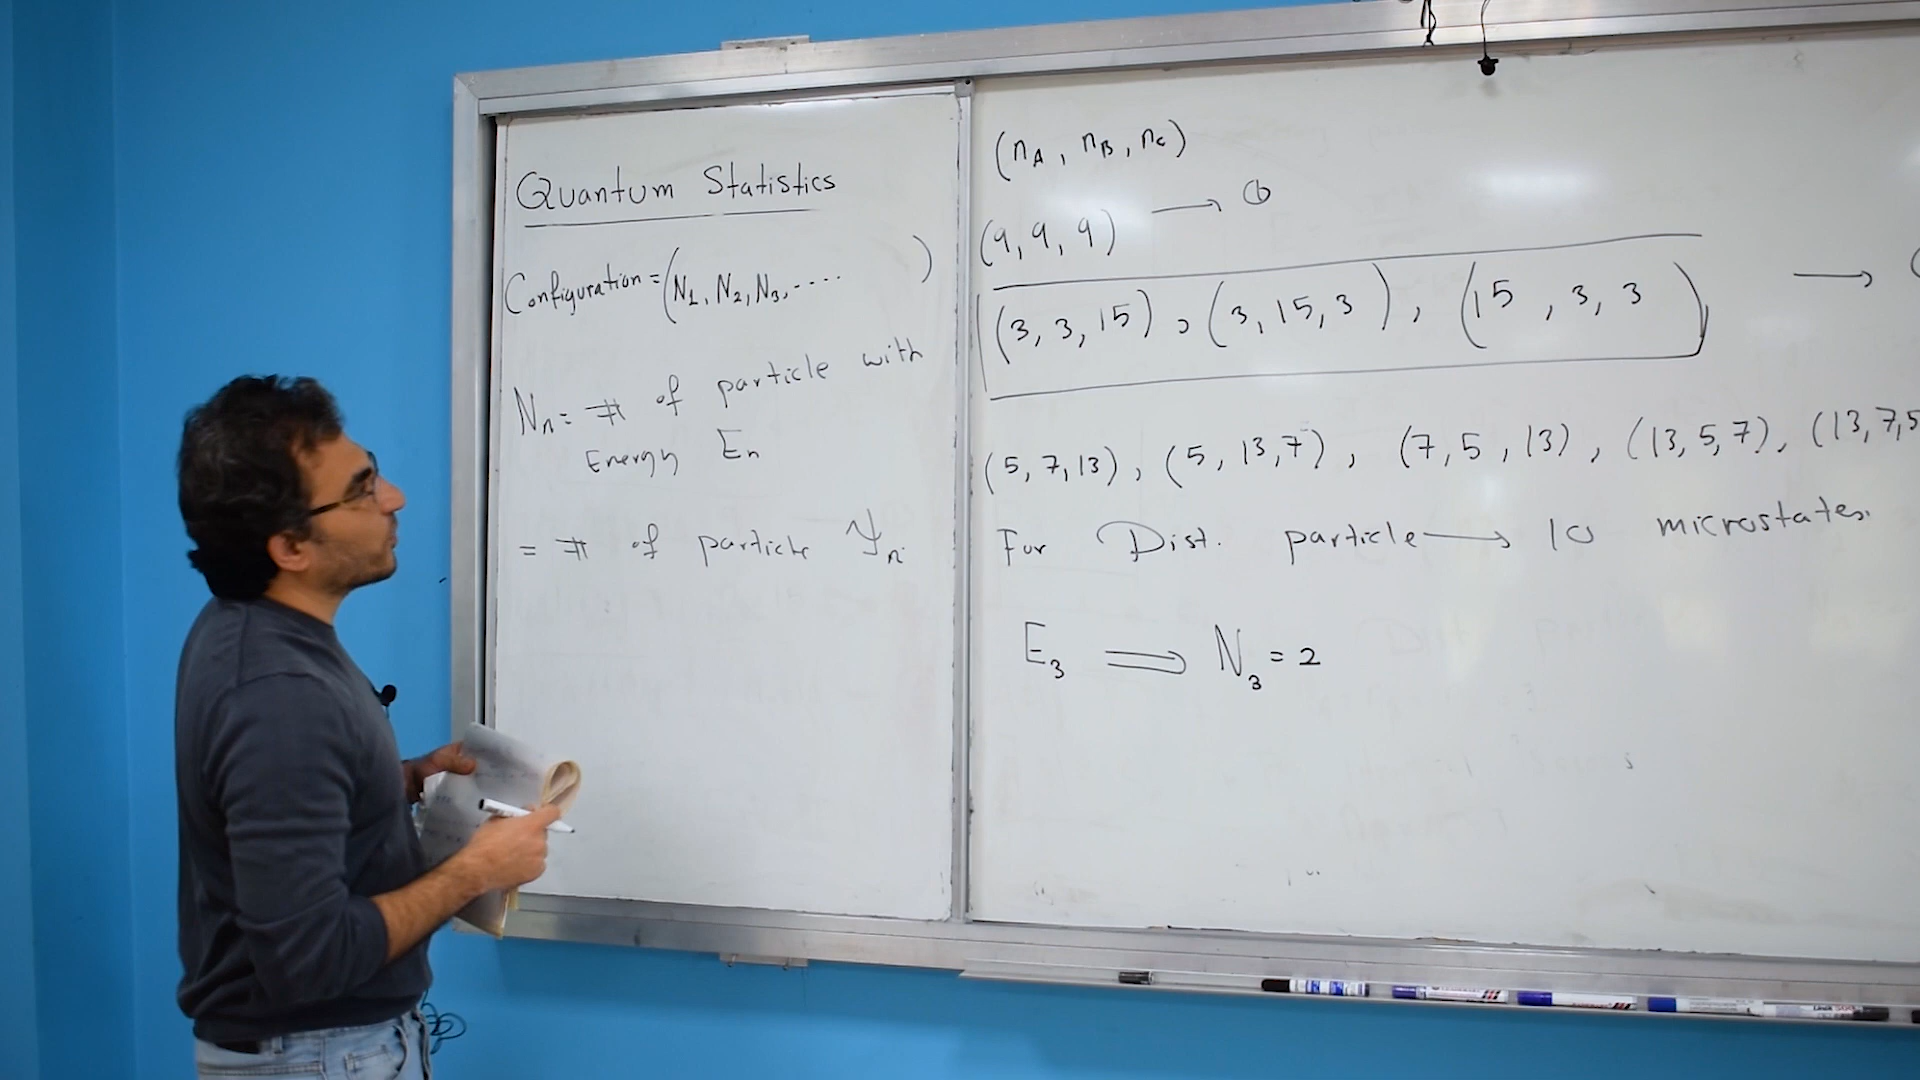 Quantum Statistics
Configuration = (N1, N2, N3, .... )
Nn = # of particle with
Energy En
= # of particle Ψn
(nA, nB, nC)
(9, 9, 9) → ①
(3, 3, 15), (3, 15, 3), (15, 3, 3) →
(5, 7, 13), (5, 13, 7), (7, 5, 13), (13, 5, 7), (13, 7, 5
For Dist. particle → 10 microstates.
E3 ⇒ N3 = 2